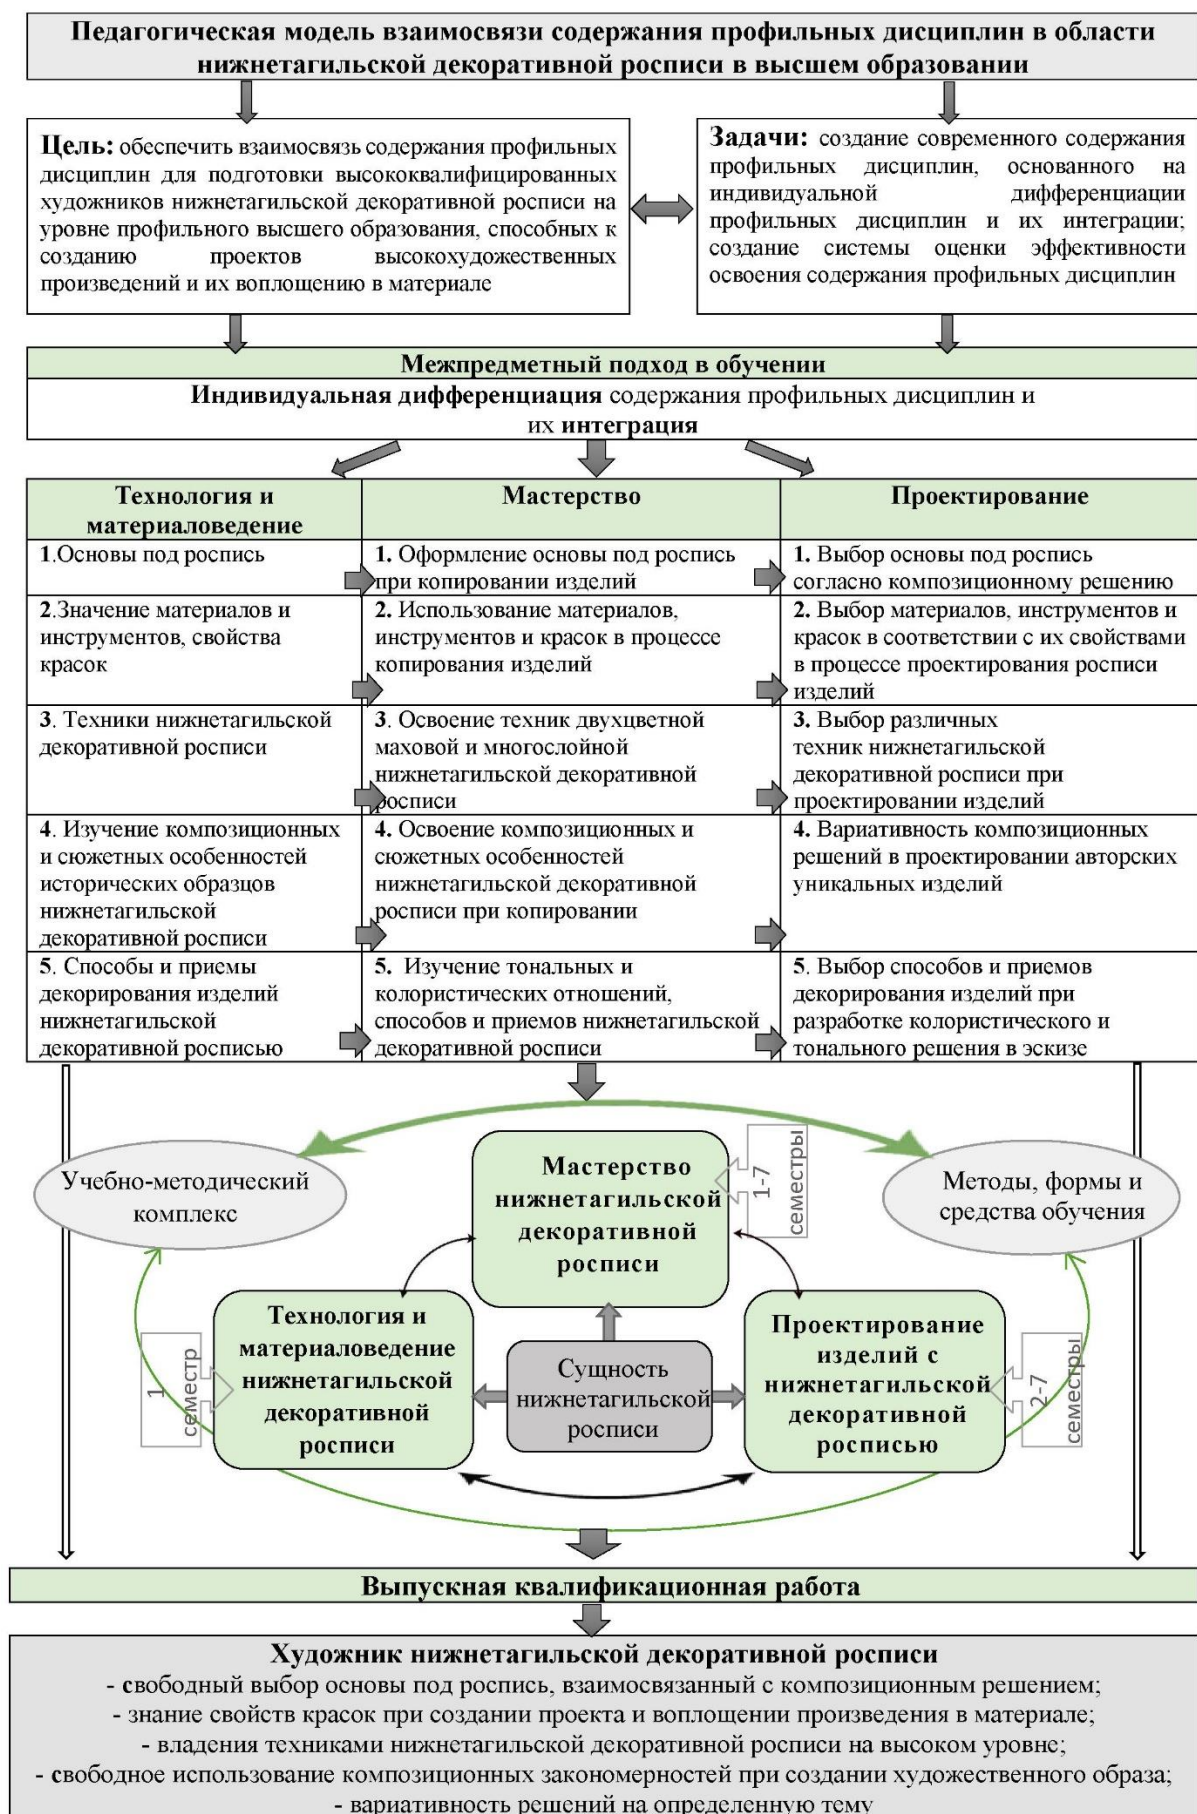 Педагогическая модель взаимосвязи содержания профильных дисциплин в области
нижнетагильской декоративной росписи в высшем образовании
Цель: обеспечить взаимосвязь содержания профильных
дисциплин для подготовки высококвалифицированных
художников нижнетагильской декоративной росписи на
уровне профильного высшего образования, способных к
созданию проектов высокохудожественных
произведений и их воплощению в материале
Задачи: создание современного содержания
профильных дисциплин, основанного на
индивидуальной дифференциации
профильных дисциплин и их интеграции;
создание системы оценки эффективности
освоения содержания профильных дисциплин
Межпредметный подход в обучении
Индивидуальная дифференциация содержания профильных дисциплин и
их интеграция
Технология и
материаловедение
Мастерство
Проектирование
1.Основы под роспись
1. Оформление основы под роспись
при копировании изделий
1. Выбор основы под роспись
согласно композиционному решению
2.Значение материалов и
инструментов, свойства
красок
2. Использование материалов,
инструментов и красок в процессе
копирования изделий
2. Выбор материалов, инструментов и
красок в соответствии с их свойствами
в процессе проектирования росписи
изделий
3. Техники нижнетагильской
декоративной росписи
3. Освоение техник двухцветной
маховой и многослойной
нижнетагильской декоративной
росписи
3. Выбор различных
техник нижнетагильской
декоративной росписи при
проектировании изделий
4. Изучение композиционных
и сюжетных особенностей
исторических образцов
нижнетагильской
декоративной росписи
4. Освоение композиционных и
сюжетных особенностей
нижнетагильской декоративной
росписи при копировании
4. Вариативность композиционных
решений в проектировании авторских
уникальных изделий
5. Способы и приемы
декорирования изделий
нижнетагильской
декоративной росписью
5. Изучение тональных и
колористических отношений,
способов и приемов нижнетагильской
декоративной росписи
5. Выбор способов и приемов
декорирования изделий при
разработке колористического и
тонального решения в эскизе
Учебно-методический
комплекс
Мастерство
нижнетагильской
декоративной
росписи
1-7
семестры
Методы, формы и
средства обучения
1
семестр
Технология и
материаловедение
нижнетагильской
декоративной
росписи
Сущность
нижнетагильской
росписи
Проектирование
изделий с
нижнетагильской
декоративной
росписью
2-7
семестры
Выпускная квалификационная работа
Художник нижнетагильской декоративной росписи
- свободный выбор основы под роспись, взаимосвязанный с композиционным решением;
- знание свойств красок при создании проекта и воплощении произведения в материале;
- владения техниками нижнетагильской декоративной росписи на высоком уровне;
- свободное использование композиционных закономерностей при создании художественного образа;
- вариативность решений на определенную тему